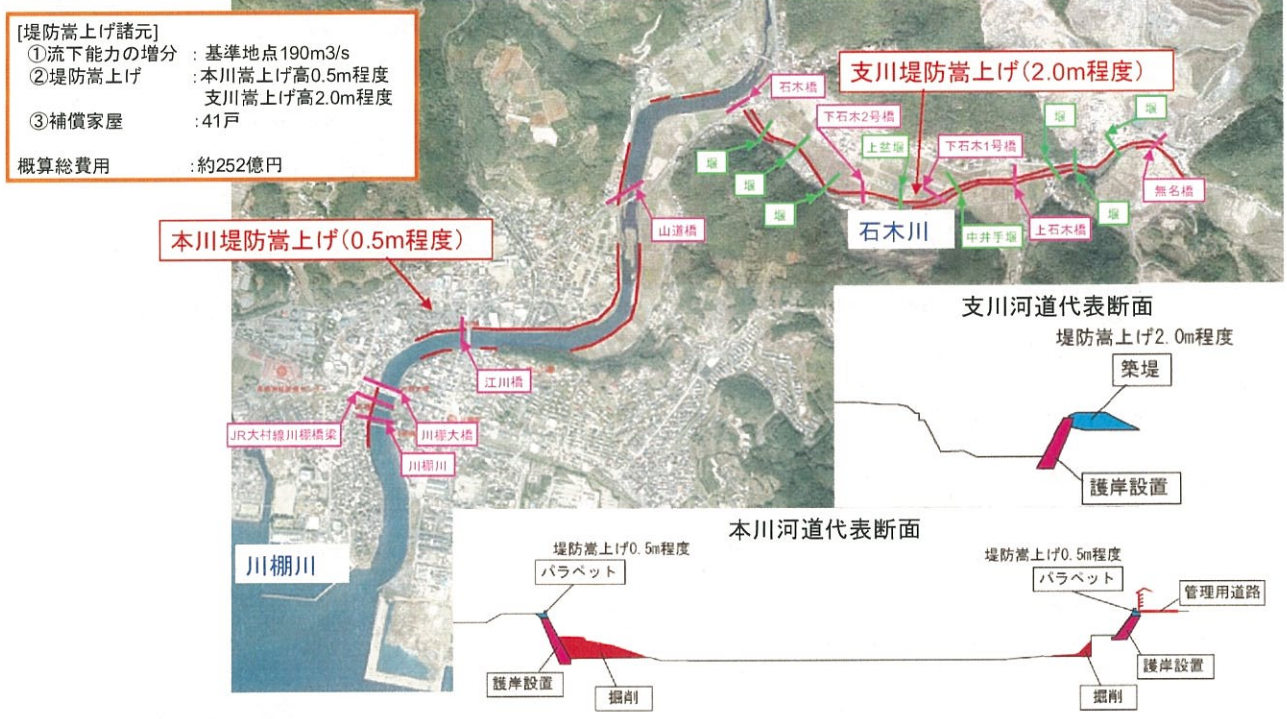 [堤防嵩上げ諸元]
①流下能力の増分 : 基準地点190m3/s
②堤防嵩上げ :本川嵩上げ高0.5m程度
支川嵩上げ高2.0m程度
③補償家屋 :41戸
概算総費用 :約252億円
支川堤防嵩上げ(2.0m程度)
石木橋
下石木2号橋
上盆堰
下石木1号橋
堰
堰
堰
堰
堰
堰
無名橋
山道橋
石木川
中井手堰
上石木橋
本川堤防嵩上げ(0.5m程度)
江川橋
JR大村線川棚橋梁
川棚大橋
川棚川
川棚川
支川河道代表断面
堤防嵩上げ2.0m程度
築堤
護岸設置
本川河道代表断面
堤防嵩上げ0.5m程度
パラペット
護岸設置
掘削
堤防嵩上げ0.5m程度
パラペット
管理用道路
護岸設置
掘削